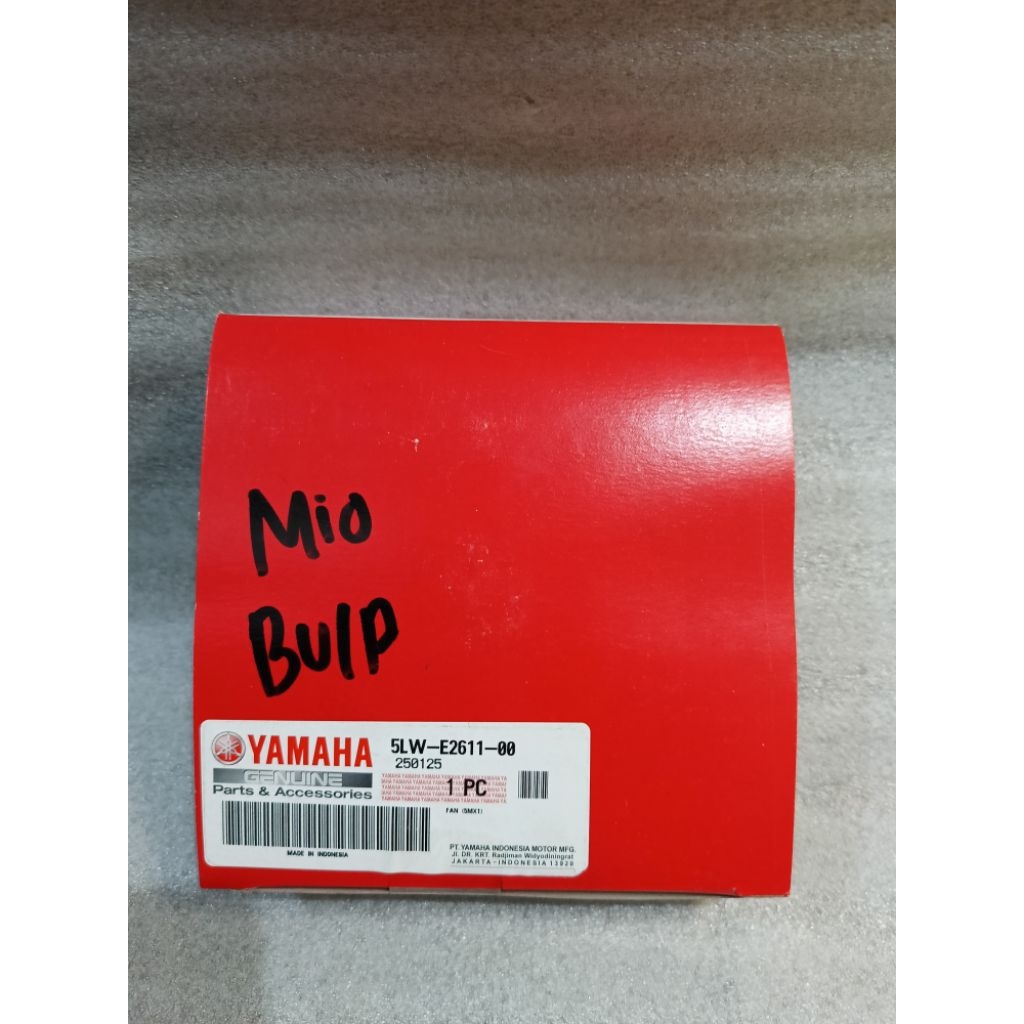 Mio
Bulp
YAMAHA
GENUINE
Parts & Accessories
5LW-E2611-00
250125
1 PC
FAN (5MX1)
MADE IN INDONESIA
PT. YAMAHA INDONESIA MOTOR MFG.
Jl. DR. KRT. Radjiman Widyodiningrat
JAKARTA - INDONESIA 13920